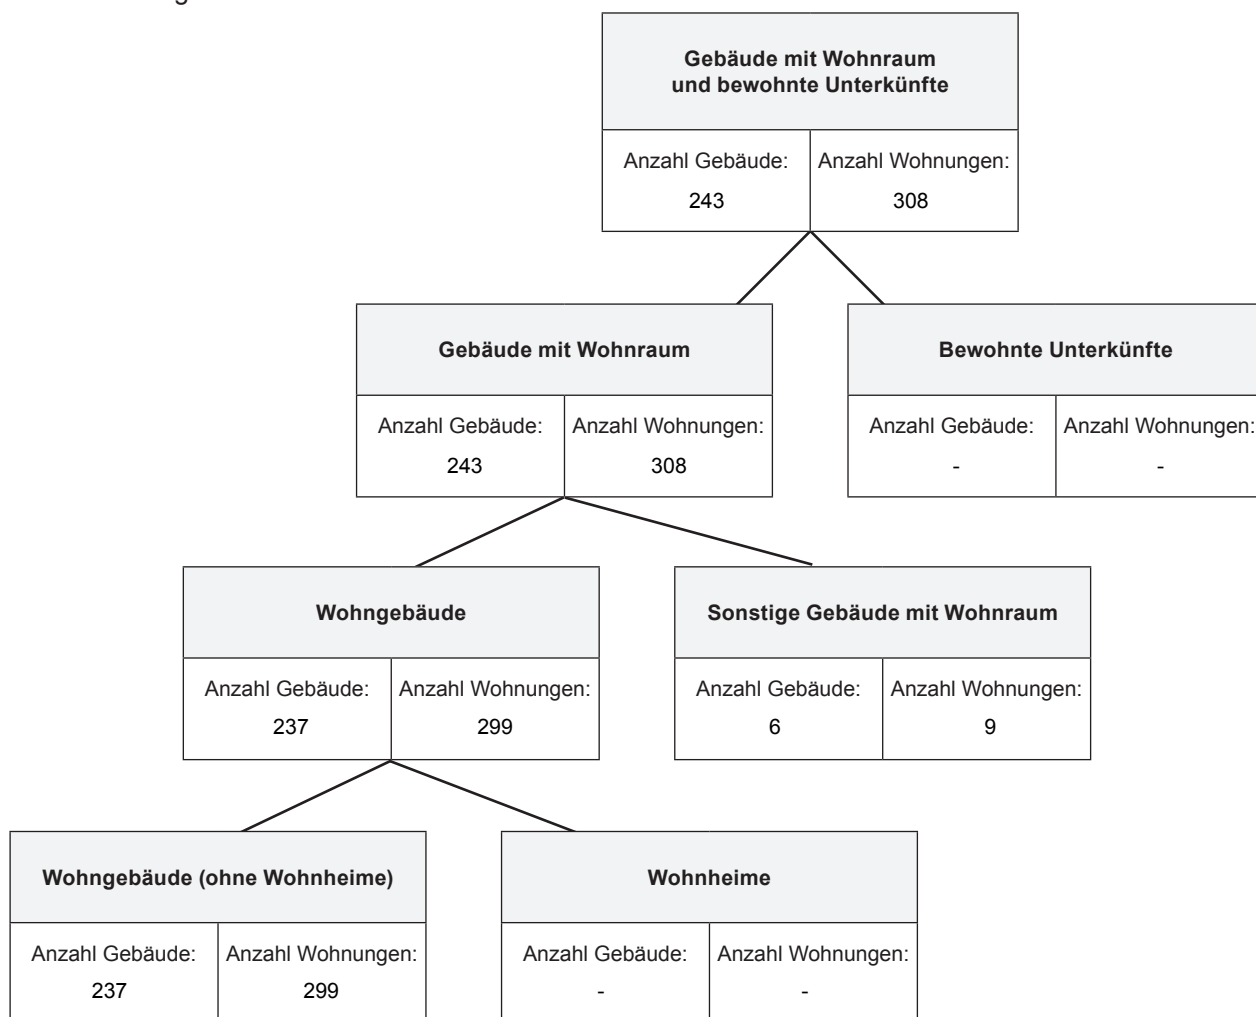 Gebäude mit Wohnraum
und bewohnte Unterkünfte
Anzahl Gebäude: Anzahl Wohnungen:
243 308
Gebäude mit Wohnraum
Anzahl Gebäude: Anzahl Wohnungen:
243 308
Bewohnte Unterkünfte
Anzahl Gebäude: Anzahl Wohnungen:
- -
Wohngebäude
Anzahl Gebäude: Anzahl Wohnungen:
237 299
Sonstige Gebäude mit Wohnraum
Anzahl Gebäude: Anzahl Wohnungen:
6 9
Wohngebäude (ohne Wohnheime)
Anzahl Gebäude: Anzahl Wohnungen:
237 299
Wohnheime
Anzahl Gebäude: Anzahl Wohnungen:
- -